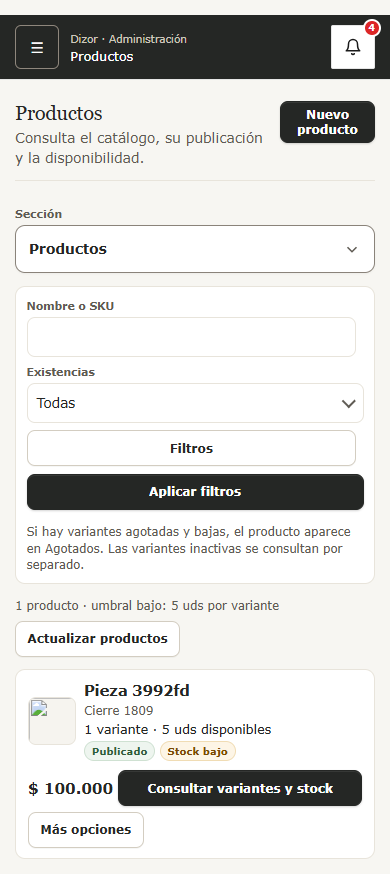 Dizor · Administración
Productos
4
Productos
Consulta el catálogo, su publicación
y la disponibilidad.
Nuevo
producto
Sección
Productos
Nombre o SKU
Existencias
Todas
Filtros
Aplicar filtros
Si hay variantes agotadas y bajas, el producto aparece
en Agotados. Las variantes inactivas se consultan por
separado.
1 producto · umbral bajo: 5 uds por variante
Actualizar productos
Pieza 3992fd
Cierre 1809
1 variante · 5 uds disponibles
Publicado
Stock bajo
$ 100.000
Consultar variantes y stock
Más opciones